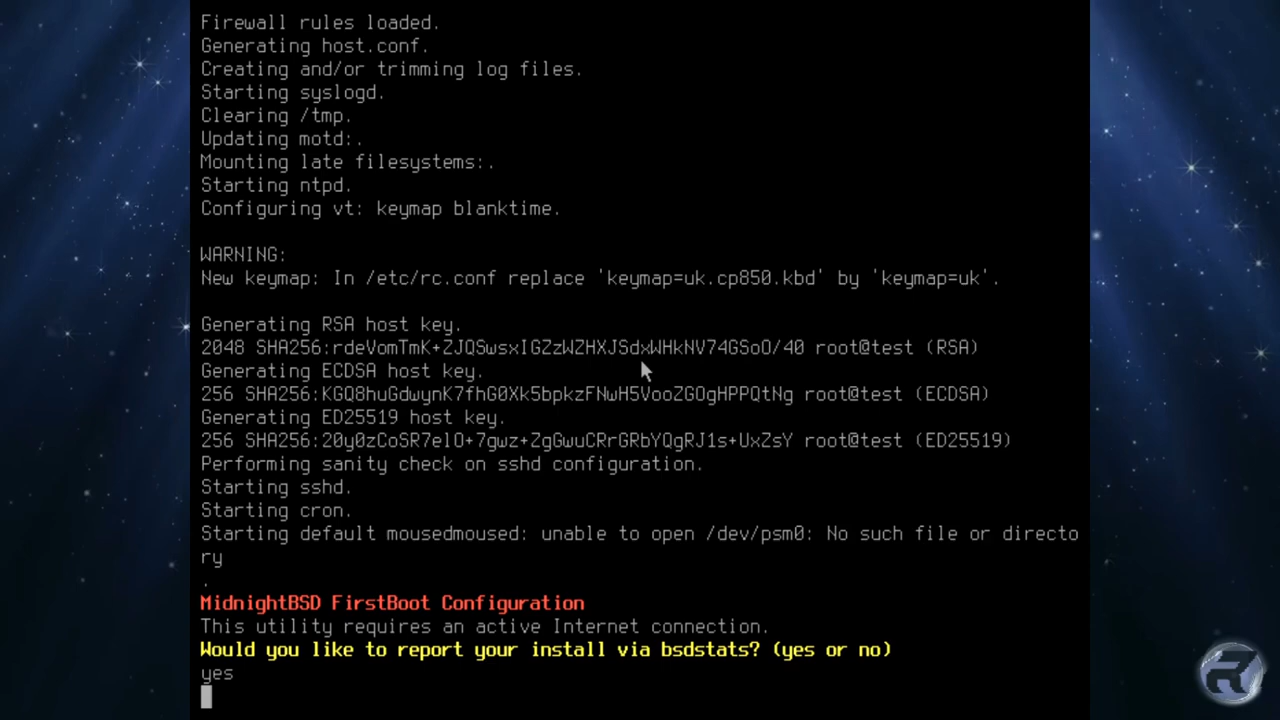 Firewall rules loaded.
Generating host.conf.
Creating and/or trimming log files.
Starting syslogd.
Clearing /tmp.
Updating motd:.
Mounting late filesystems:.
Starting ntpd.
Configuring vt: keymap blanktime.
WARNING:
New keymap: In /etc/rc.conf replace 'keymap=uk.cp850.kbd' by 'keymap=uk'.
Generating RSA host key.
2048 SHA256:rdeVomTmK+ZJQSwsxIGZzWZHXJSdxWHkNV74GSoO/40 root@test (RSA)
Generating ECDSA host key.
256 SHA256:KGQ8huGdwynK7fhG0Xk5bpkzFNwH5VooZGOgHPPQtNg root@test (ECDSA)
Generating ED25519 host key.
256 SHA256:20y0zCoSR7elO+7gwz+ZgGwuCRrGRbYQgRJ1s+UxZsY root@test (ED25519)
Performing sanity check on sshd configuration.
Starting sshd.
Starting cron.
Starting default mousedmoused: unable to open /dev/psm0: No such file or directo
ry
.
MidnightBSD FirstBoot Configuration
This utility requires an active Internet connection.
Would you like to report your install via bsdstats? (yes or no)
yes